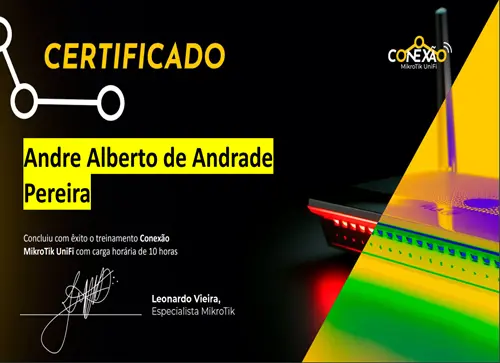 CERTIFICADO
CONEXÃO
MikroTik UniFi
Andre Alberto de Andrade
Pereira
Concluiu com êxito o treinamento Conexão
MikroTik UniFi com carga horária de 10 horas
Leonardo Vieira,
Especialista MikroTik